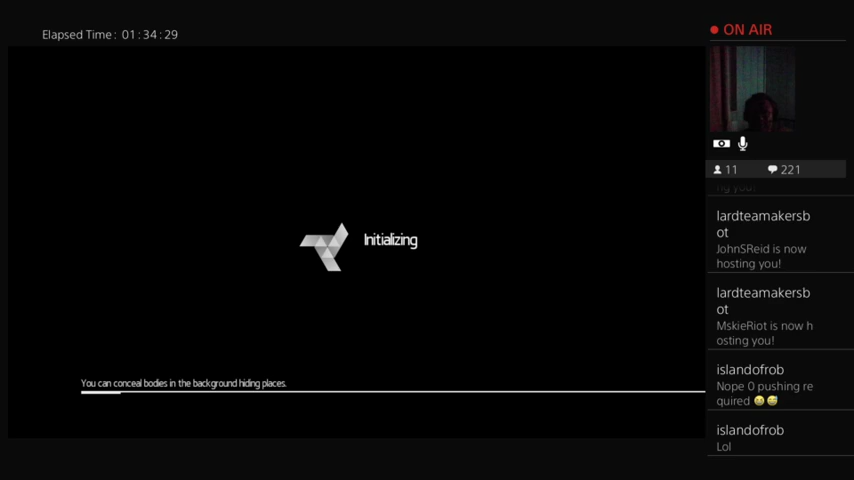 Elapsed Time: 01:34:29
ON AIR
11 221
ng you!
lardteamakersb
ot
JohnSReid is now
hosting you!
lardteamakersb
ot
MskieRiot is now h
osting you!
islandofrob
Nope 0 pushing re
quired 😆😅
islandofrob
Lol
Initializing
You can conceal bodies in the background hiding places.